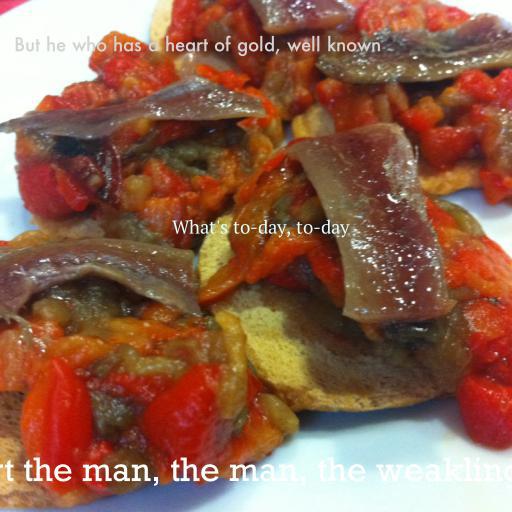 But he who has a heart of gold, well known
What's to-day, to-day
the man, the man, the weakling